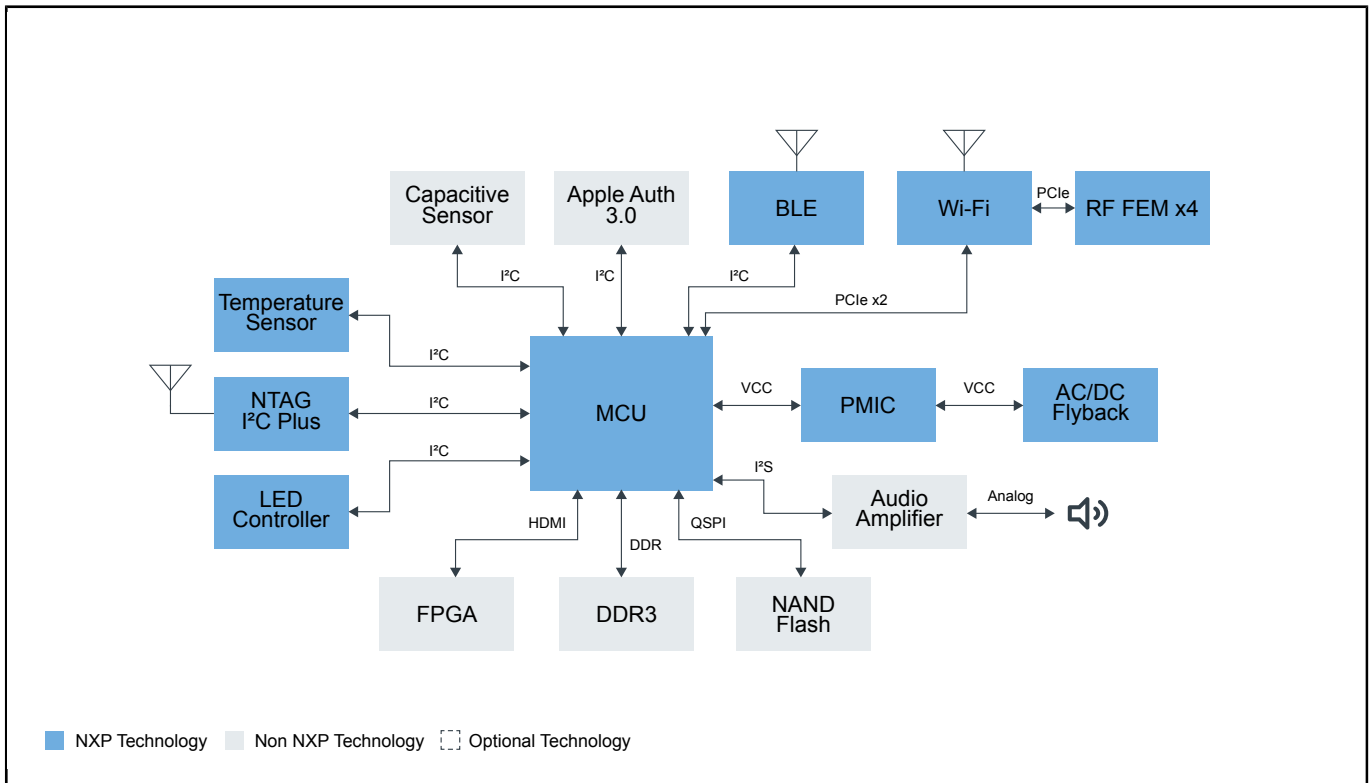 Capacitive
Sensor
Apple Auth
3.0
BLE
Wi-Fi
PCIe
RF FEM x4
I²C
I²C
I²C
PCIe x2
Temperature
Sensor
I²C
NTAG
I²C Plus
I²C
MCU
VCC
PMIC
VCC
AC/DC
Flyback
I²C
LED
Controller
I²S
Audio
Amplifier
Analog
HDMI
DDR
QSPI
FPGA
DDR3
NAND
Flash
NXP Technology
Non NXP Technology
Optional Technology